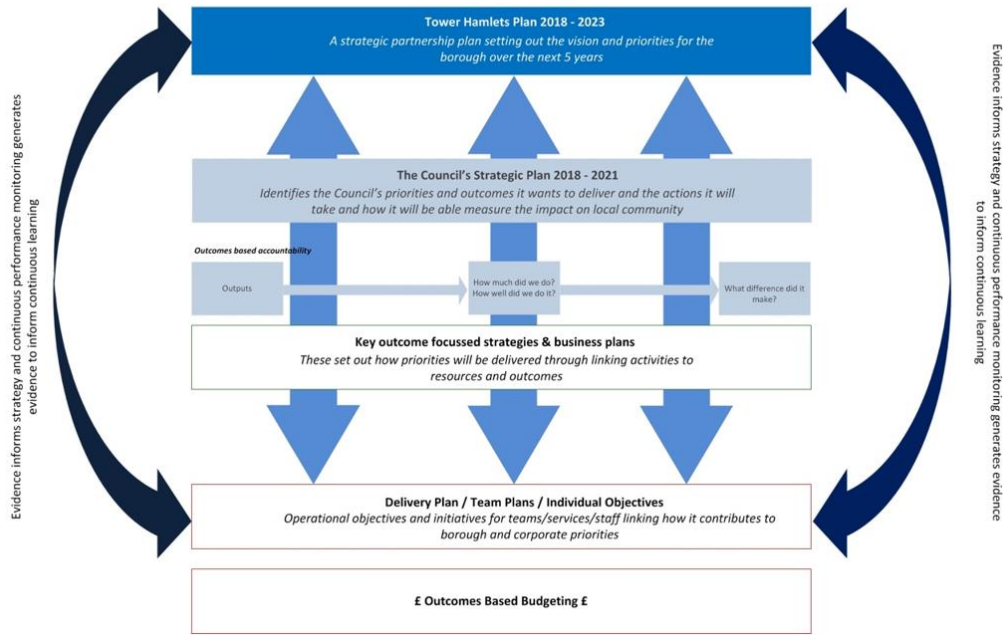 Tower Hamlets Plan 2018 - 2023
A strategic partnership plan setting out the vision and priorities for the
borough over the next 5 years
Evidence informs strategy and continuous performance monitoring generates
evidence to inform continuous learning
Evidence informs strategy and continuous performance monitoring generates evidence
to inform continuous learning
The Council's Strategic Plan 2018 - 2021
Identifies the Council's priorities and outcomes it wants to deliver and the actions it will
take and how it will be able measure the impact on local community
Outcomes based accountability
Outputs
How much did we do?
How well did we do it?
What difference did it
make?
Key outcome focussed strategies & business plans
These set out how priorities will be delivered through linking activities to
resources and outcomes
Delivery Plan / Team Plans / Individual Objectives
Operational objectives and initiatives for teams/services/staff linking how it contributes to
borough and corporate priorities
£ Outcomes Based Budgeting £